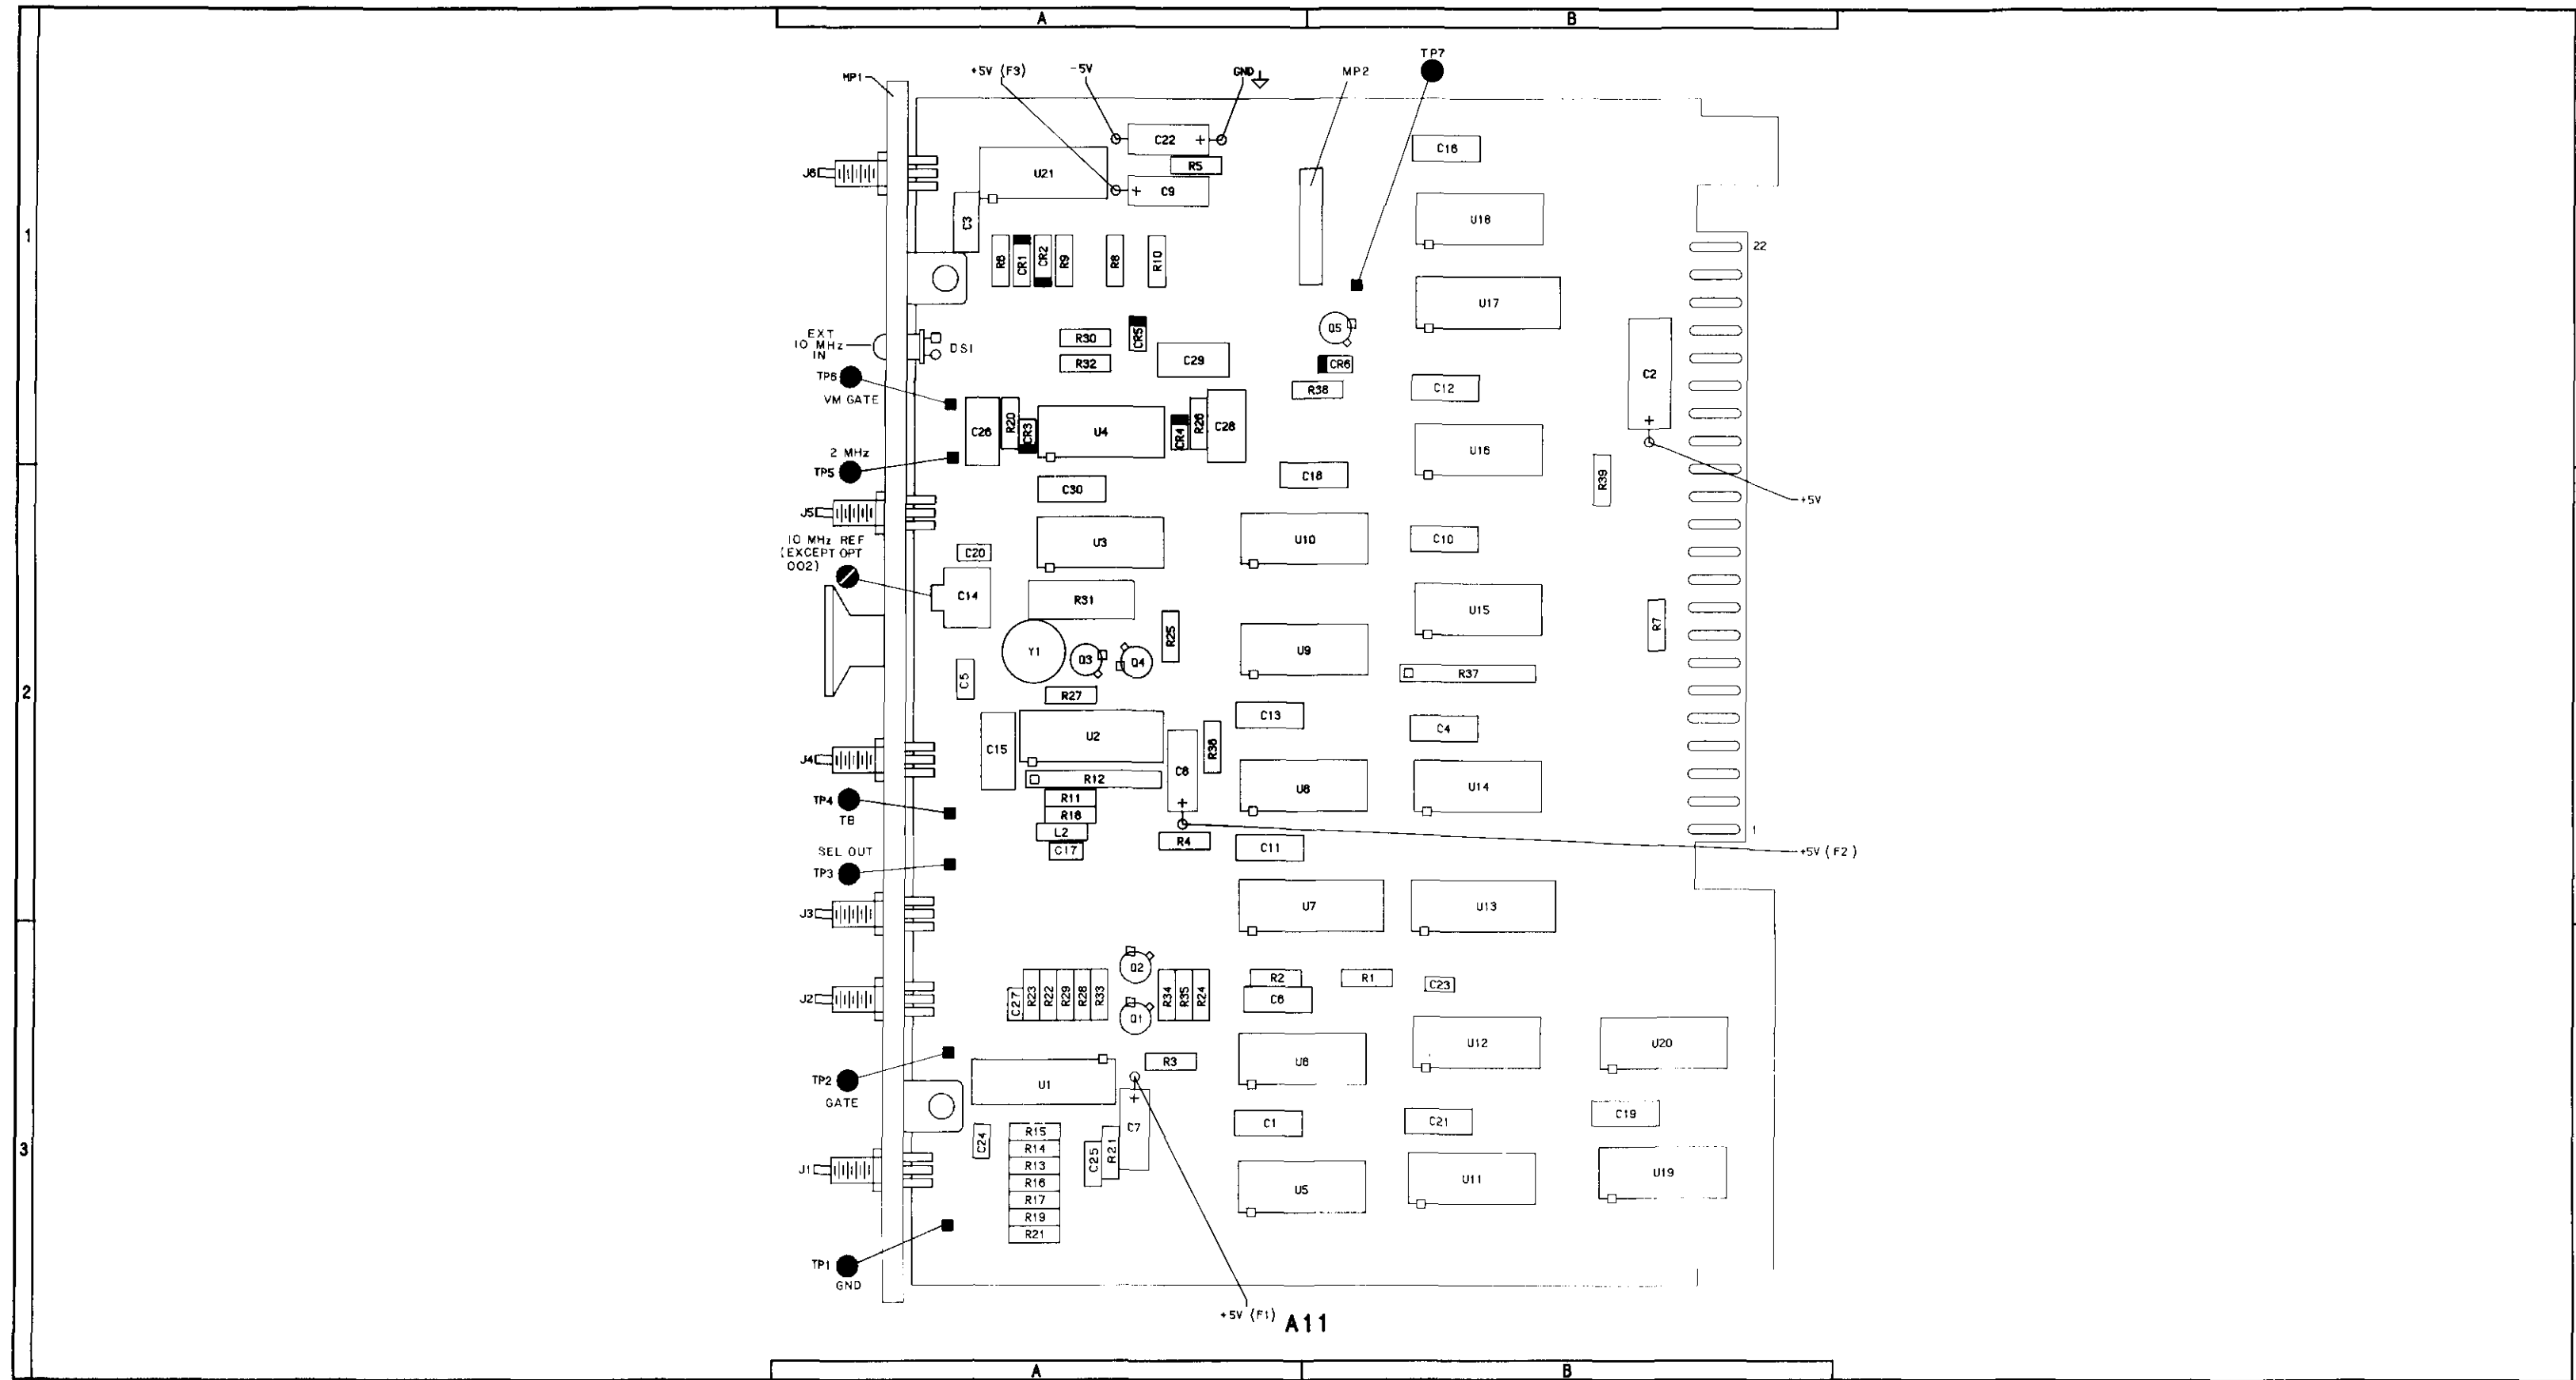 A
B
TP7
MP1
+5V (F3)
-5V
GND
MP2
C22
+
C16
R5
J6
U21
+
C9
U18
C3
1
22
R6
CR1
CR2
R9
R8
R10
U17
EXT
10 MHz
IN
DS1
R30
CR5
Q5
R32
C29
CR6
C2
TP6
VM GATE
R38
C12
C26
R20
CR3
U4
CR4
R26
C28
+
2 MHz
TP5
U16
C18
R39
C30
+5V
J5
10 MHz REF
(EXCEPT OPT
002)
C20
U3
U10
C10
C14
R31
U15
R25
R7
Y1
Q3
Q4
U9
R37
C5
R27
2
C13
C4
C15
U2
R36
J4
C8
R12
U8
U14
TP4
TB
R11
R18
+
L2
R4
1
SEL OUT
C17
C11
+5V (F2)
TP3
J3
U7
U13
Q2
R2
R1
C23
J2
C27
R23
R22
R29
R28
R33
R34
R35
R24
C6
Q1
U12
U20
R3
U6
TP2
GATE
U1
+
C7
C1
C21
C19
C24
R15
R14
R13
R16
R17
R19
R21
C25
R21
3
J1
U5
U11
U19
TP1
GND
+5V (F1)
A11
A
B